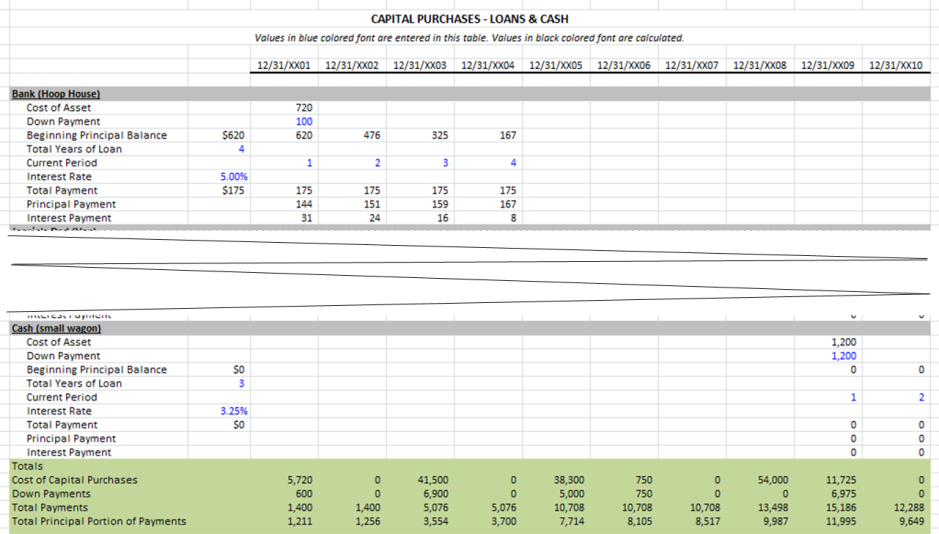 CAPITAL PURCHASES - LOANS & CASH
Values in blue colored font are entered in this table. Values in black colored font are calculated.
12/31/XX01 12/31/XX02 12/31/XX03 12/31/XX04 12/31/XX05 12/31/XX06 12/31/XX07 12/31/XX08 12/31/XX09 12/31/XX10
Bank (Hoop House)
Cost of Asset 720
Down Payment 100
Beginning Principal Balance $620 620 476 325 167
Total Years of Loan 4
Current Period 1 2 3 4
Interest Rate 5.00%
Total Payment $175 175 175 175 175
Principal Payment 144 151 159 167
Interest Payment 31 24 16 8
Cash (small wagon)
Cost of Asset 1,200
Down Payment 1,200
Beginning Principal Balance $0 0 0
Total Years of Loan 3
Current Period 1 2
Interest Rate 3.25%
Total Payment $0 0 0
Principal Payment 0 0
Interest Payment 0 0
Totals
Cost of Capital Purchases 5,720 0 41,500 0 38,300 750 0 54,000 11,725 0
Down Payments 600 0 6,900 0 5,000 750 0 0 6,975 0
Total Payments 1,400 1,400 5,076 5,076 10,708 10,708 10,708 13,498 15,186 12,288
Total Principal Portion of Payments 1,211 1,256 3,554 3,700 7,714 8,105 8,517 9,987 11,995 9,649